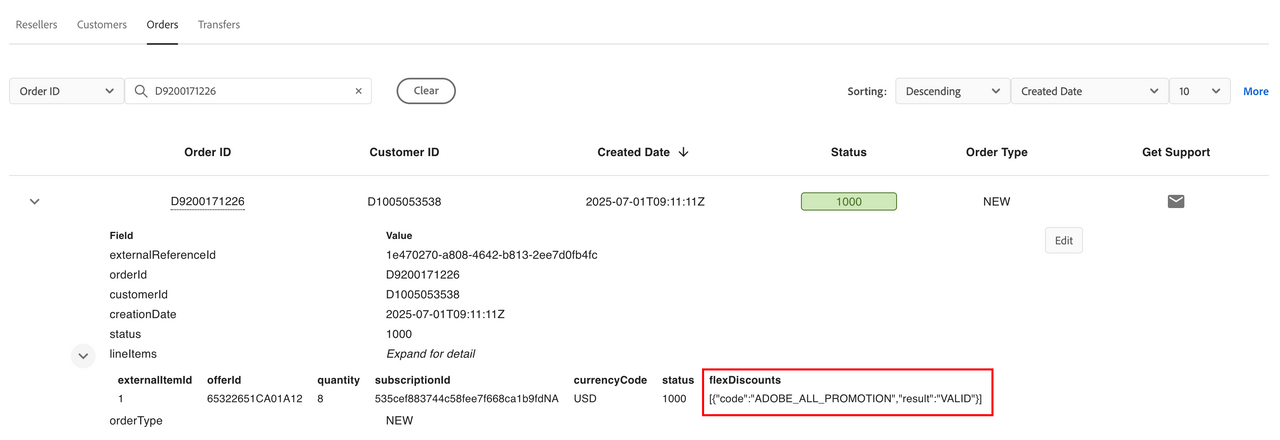 Resellers Customers Orders Transfers
Order ID D9200171226 × Clear Sorting: Descending Created Date 10 More
Order ID Customer ID Created Date ↓ Status Order Type Get Support
D9200171226 D1005053538 2025-07-01T09:11:11Z 1000 NEW
Field Value Edit
externalReferenceId 1e470270-a808-4642-b813-2ee7d0fb4fc
orderId D9200171226
customerId D1005053538
creationDate 2025-07-01T09:11:11Z
status 1000
lineItems Expand for detail
externalItemId offerId quantity subscriptionId currencyCode status flexDiscounts
1 65322651CA01A12 8 535cef883744c58fee7f668ca1b9fdNA USD 1000 [{"code":"ADOBE_ALL_PROMOTION","result":"VALID"}]
orderType NEW